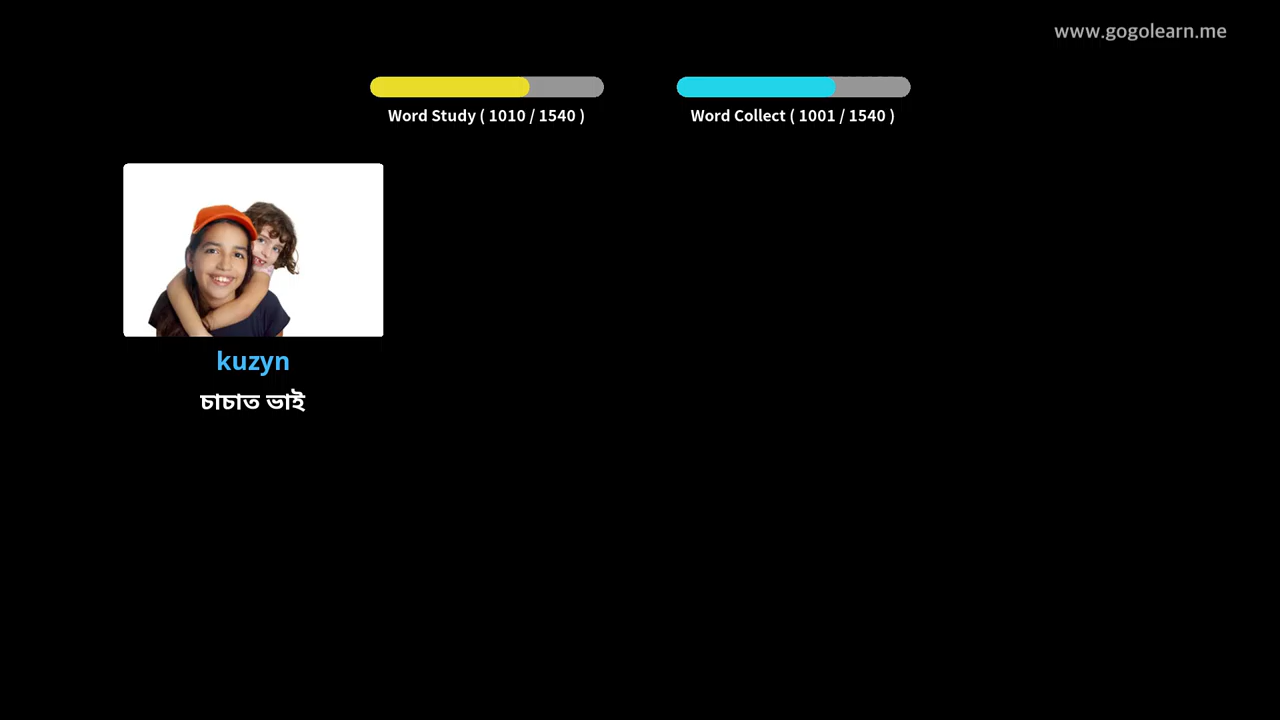 www.gogolearn.me
Word Study ( 1010 / 1540 )
Word Collect ( 1001 / 1540 )
kuzyn
চাচাত ভাই